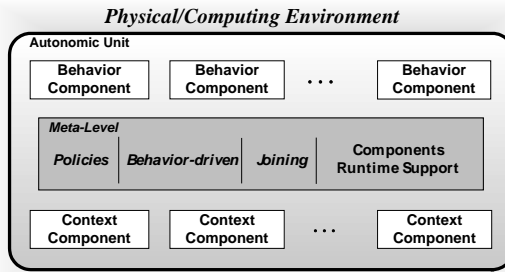 Physical/Computing Environment
Autonomic Unit
Behavior Component
Behavior Component
...
Behavior Component
Meta-Level
Policies
Behavior-driven
Joining
Components
Runtime Support
Context Component
Context Component
...
Context Component